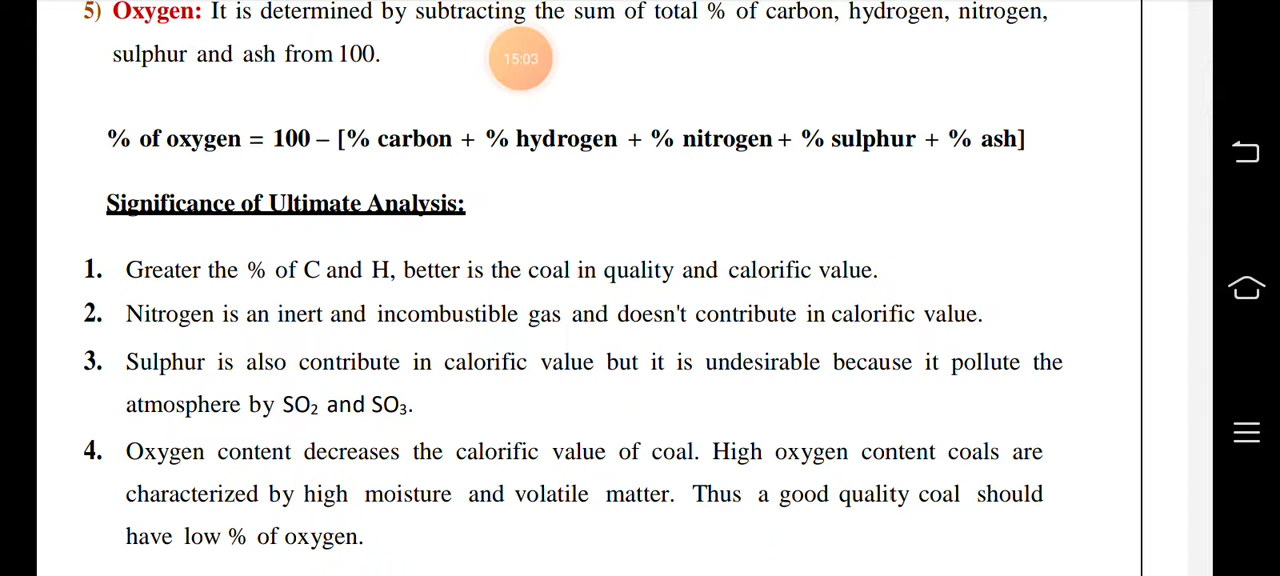 5) Oxygen: It is determined by subtracting the sum of total % of carbon, hydrogen, nitrogen,
sulphur and ash from 100.
15:03
% of oxygen = 100 – [% carbon + % hydrogen + % nitrogen + % sulphur + % ash]
Significance of Ultimate Analysis:
1. Greater the % of C and H, better is the coal in quality and calorific value.
2. Nitrogen is an inert and incombustible gas and doesn't contribute in calorific value.
3. Sulphur is also contribute in calorific value but it is undesirable because it pollute the
atmosphere by SO₂ and SO₃.
4. Oxygen content decreases the calorific value of coal. High oxygen content coals are
characterized by high moisture and volatile matter. Thus a good quality coal should
have low % of oxygen.